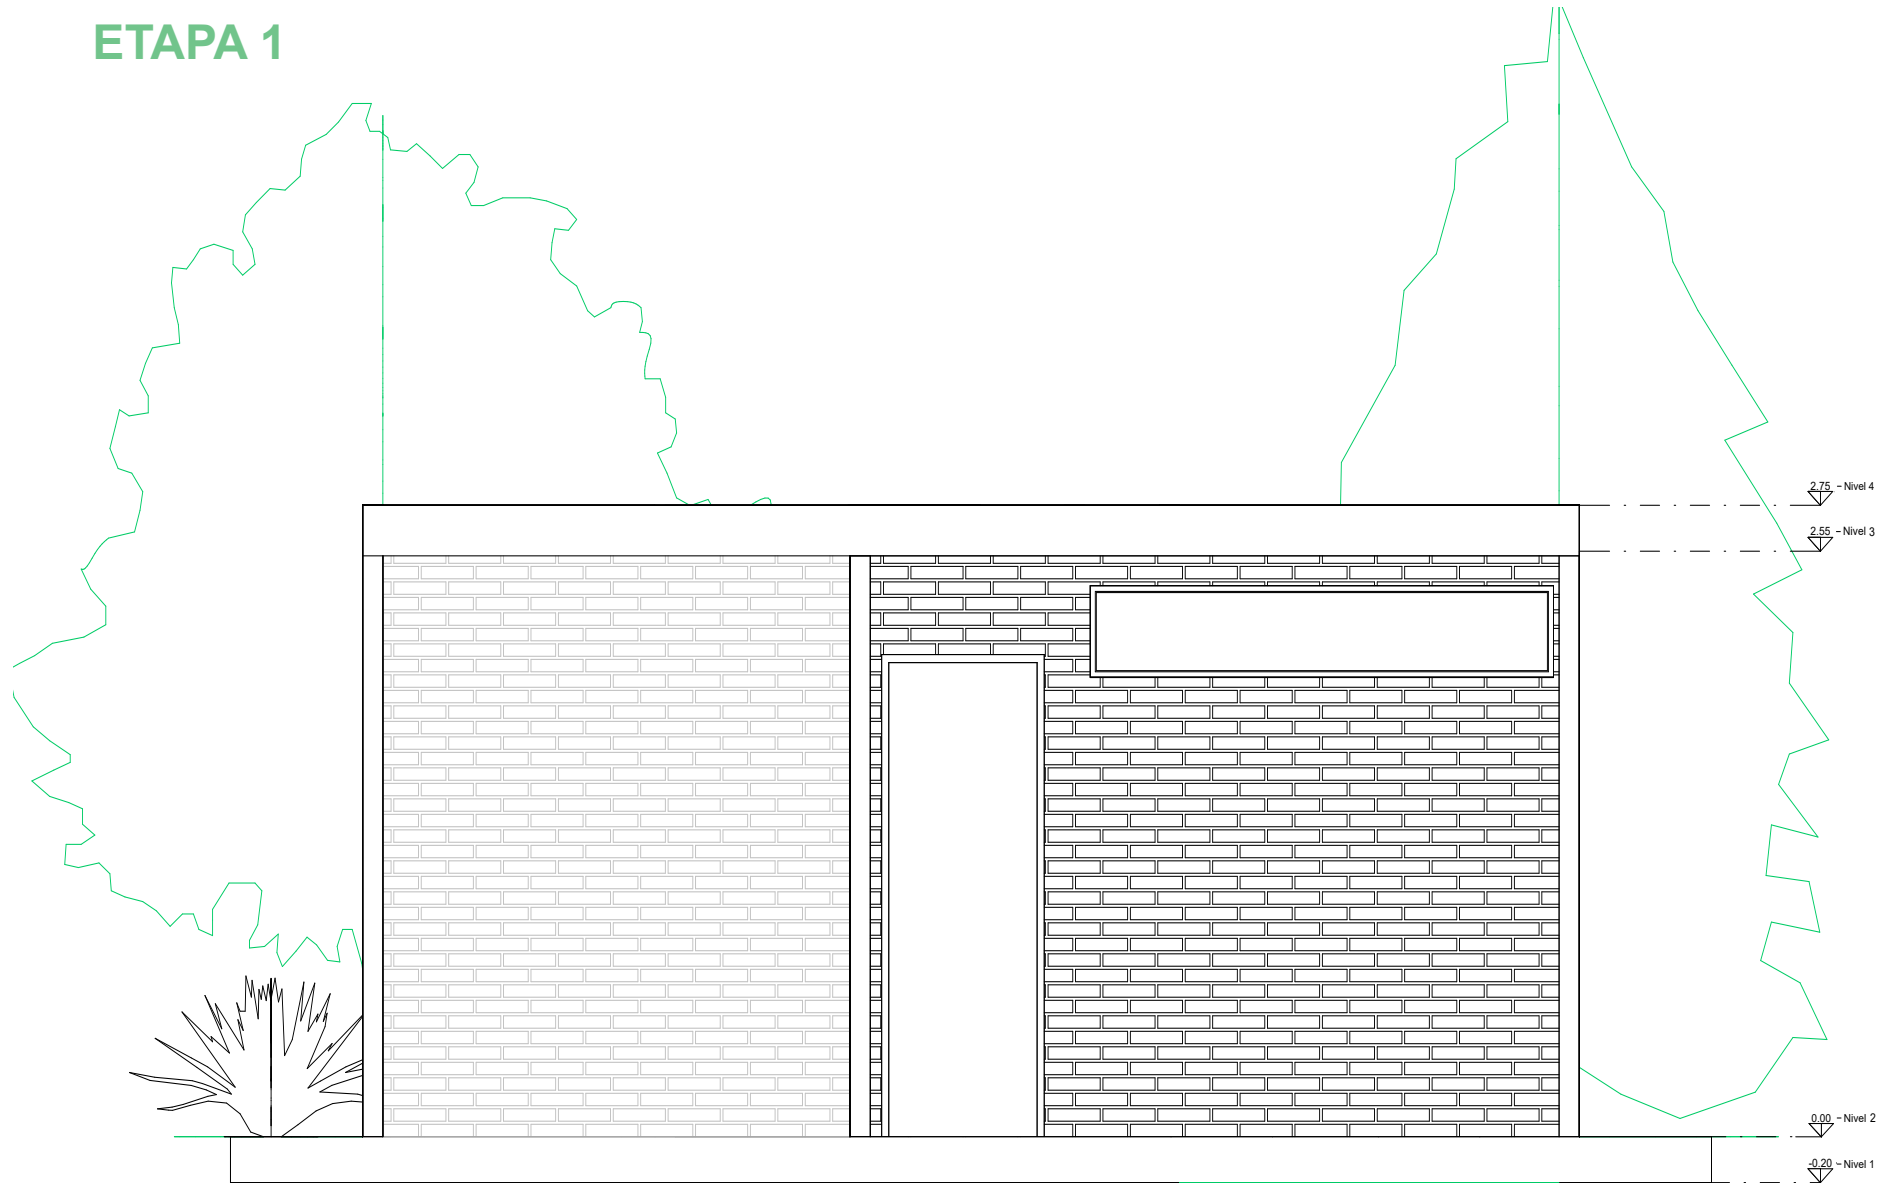 ETAPA 1
2.75 - Nivel 4
2.55 - Nivel 3
0.00 - Nivel 2
-0.20 - Nivel 1